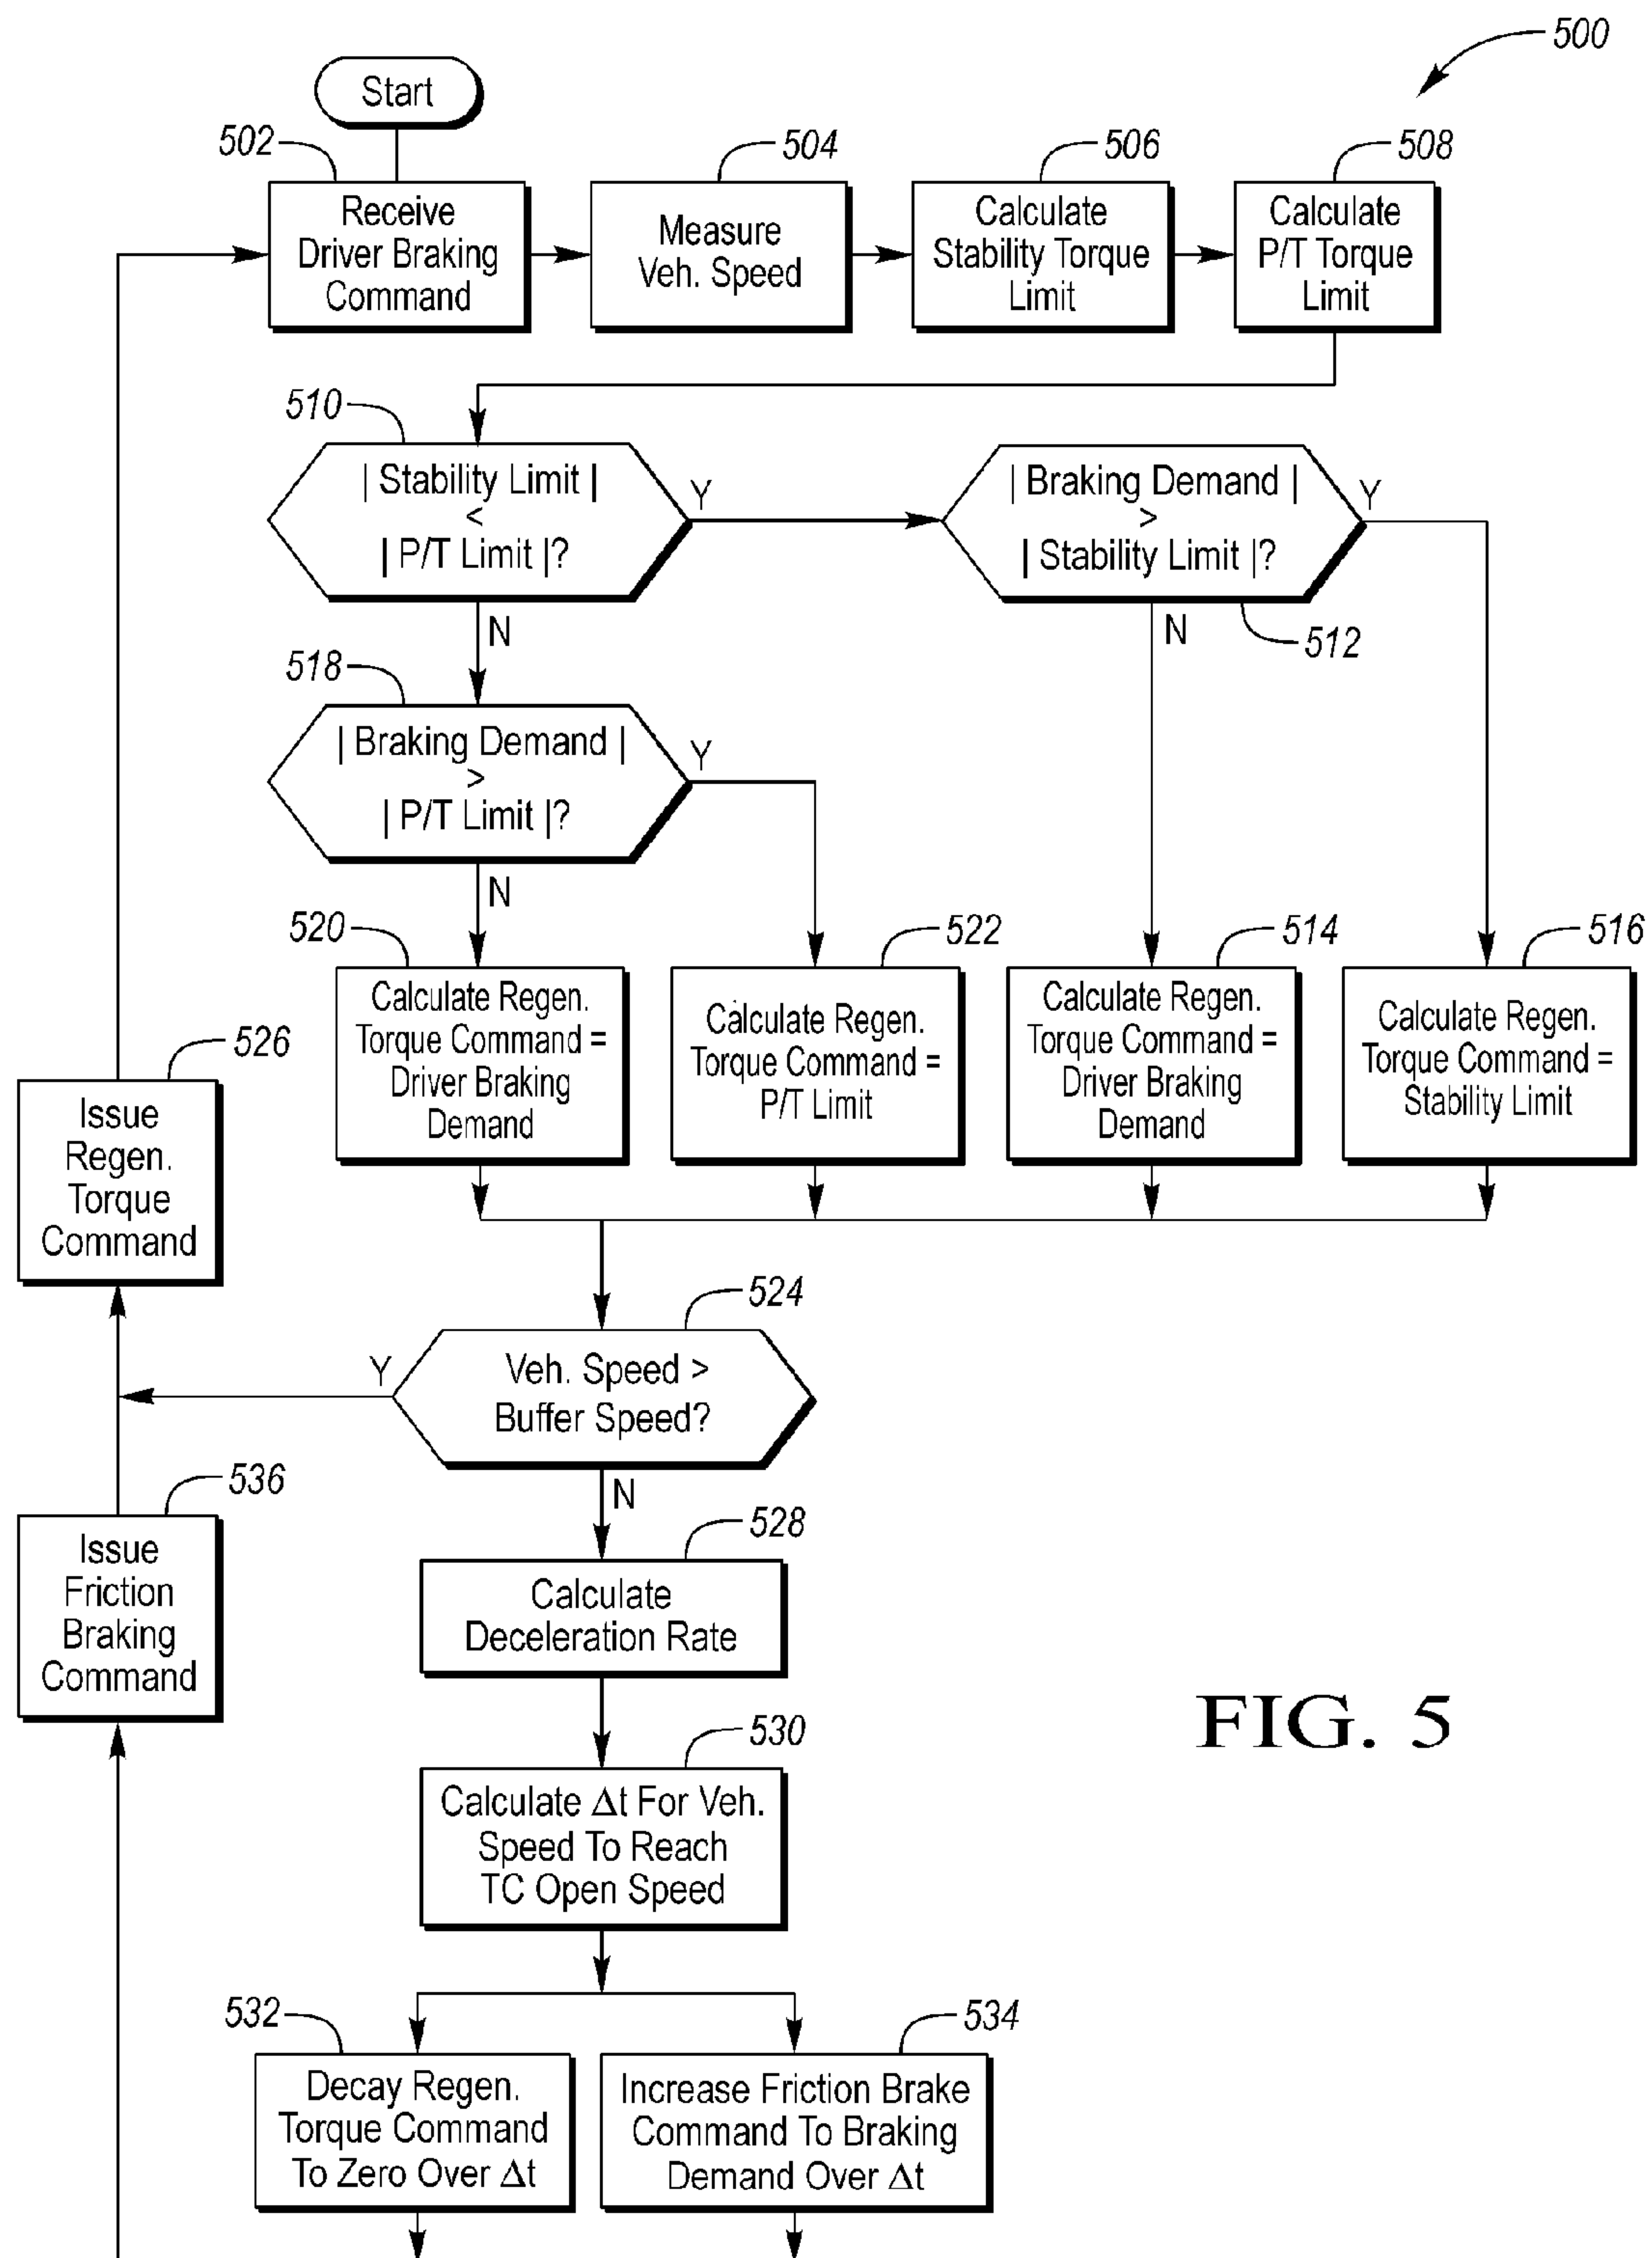 500
Start
502
504
506
508
Receive
Driver Braking
Command
Measure
Veh. Speed
Calculate
Stability Torque
Limit
Calculate
P/T Torque
Limit
510
| Stability Limit |
<
| P/T Limit |?
Y
N
| Braking Demand |
>
| Stability Limit |?
Y
N
512
518
| Braking Demand |
>
| P/T Limit |?
Y
N
520
522
514
516
Calculate Regen.
Torque Command =
Driver Braking
Demand
Calculate Regen.
Torque Command =
P/T Limit
Calculate Regen.
Torque Command =
Driver Braking
Demand
Calculate Regen.
Torque Command =
Stability Limit
526
Issue
Regen.
Torque
Command
524
Veh. Speed >
Buffer Speed?
Y
N
536
Issue
Friction
Braking
Command
528
Calculate
Deceleration Rate
530
Calculate Δt For Veh.
Speed To Reach
TC Open Speed
FIG. 5
532
Decay Regen.
Torque Command
To Zero Over Δt
534
Increase Friction Brake
Command To Braking
Demand Over Δt